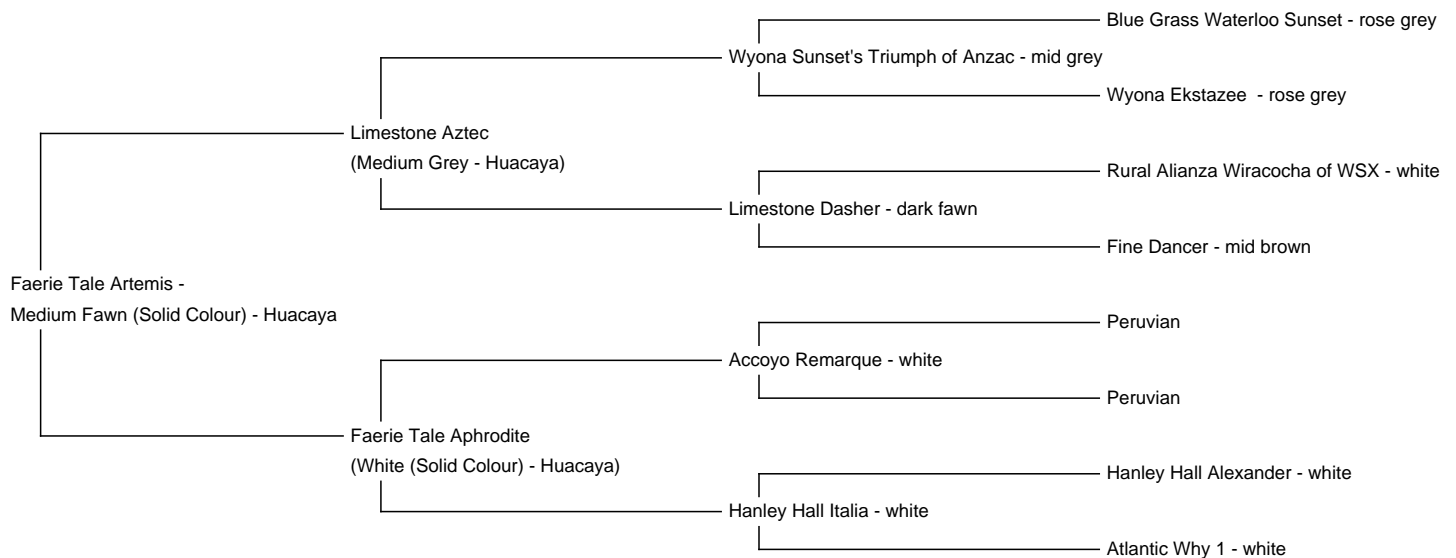 Blue Grass Waterloo Sunset - rose grey
Wyona Sunset's Triumph of Anzac - mid grey
Wyona Ekstazee - rose grey
Limestone Aztec
(Medium Grey - Huacaya)
Rural Alianza Wiracocha of WSX - white
Limestone Dasher - dark fawn
Fine Dancer - mid brown
Faerie Tale Artemis -
Medium Fawn (Solid Colour) - Huacaya
Peruvian
Accoyo Remarque - white
Peruvian
Faerie Tale Aphrodite
(White (Solid Colour) - Huacaya)
Hanley Hall Alexander - white
Hanley Hall Italia - white
Atlantic Why 1 - white